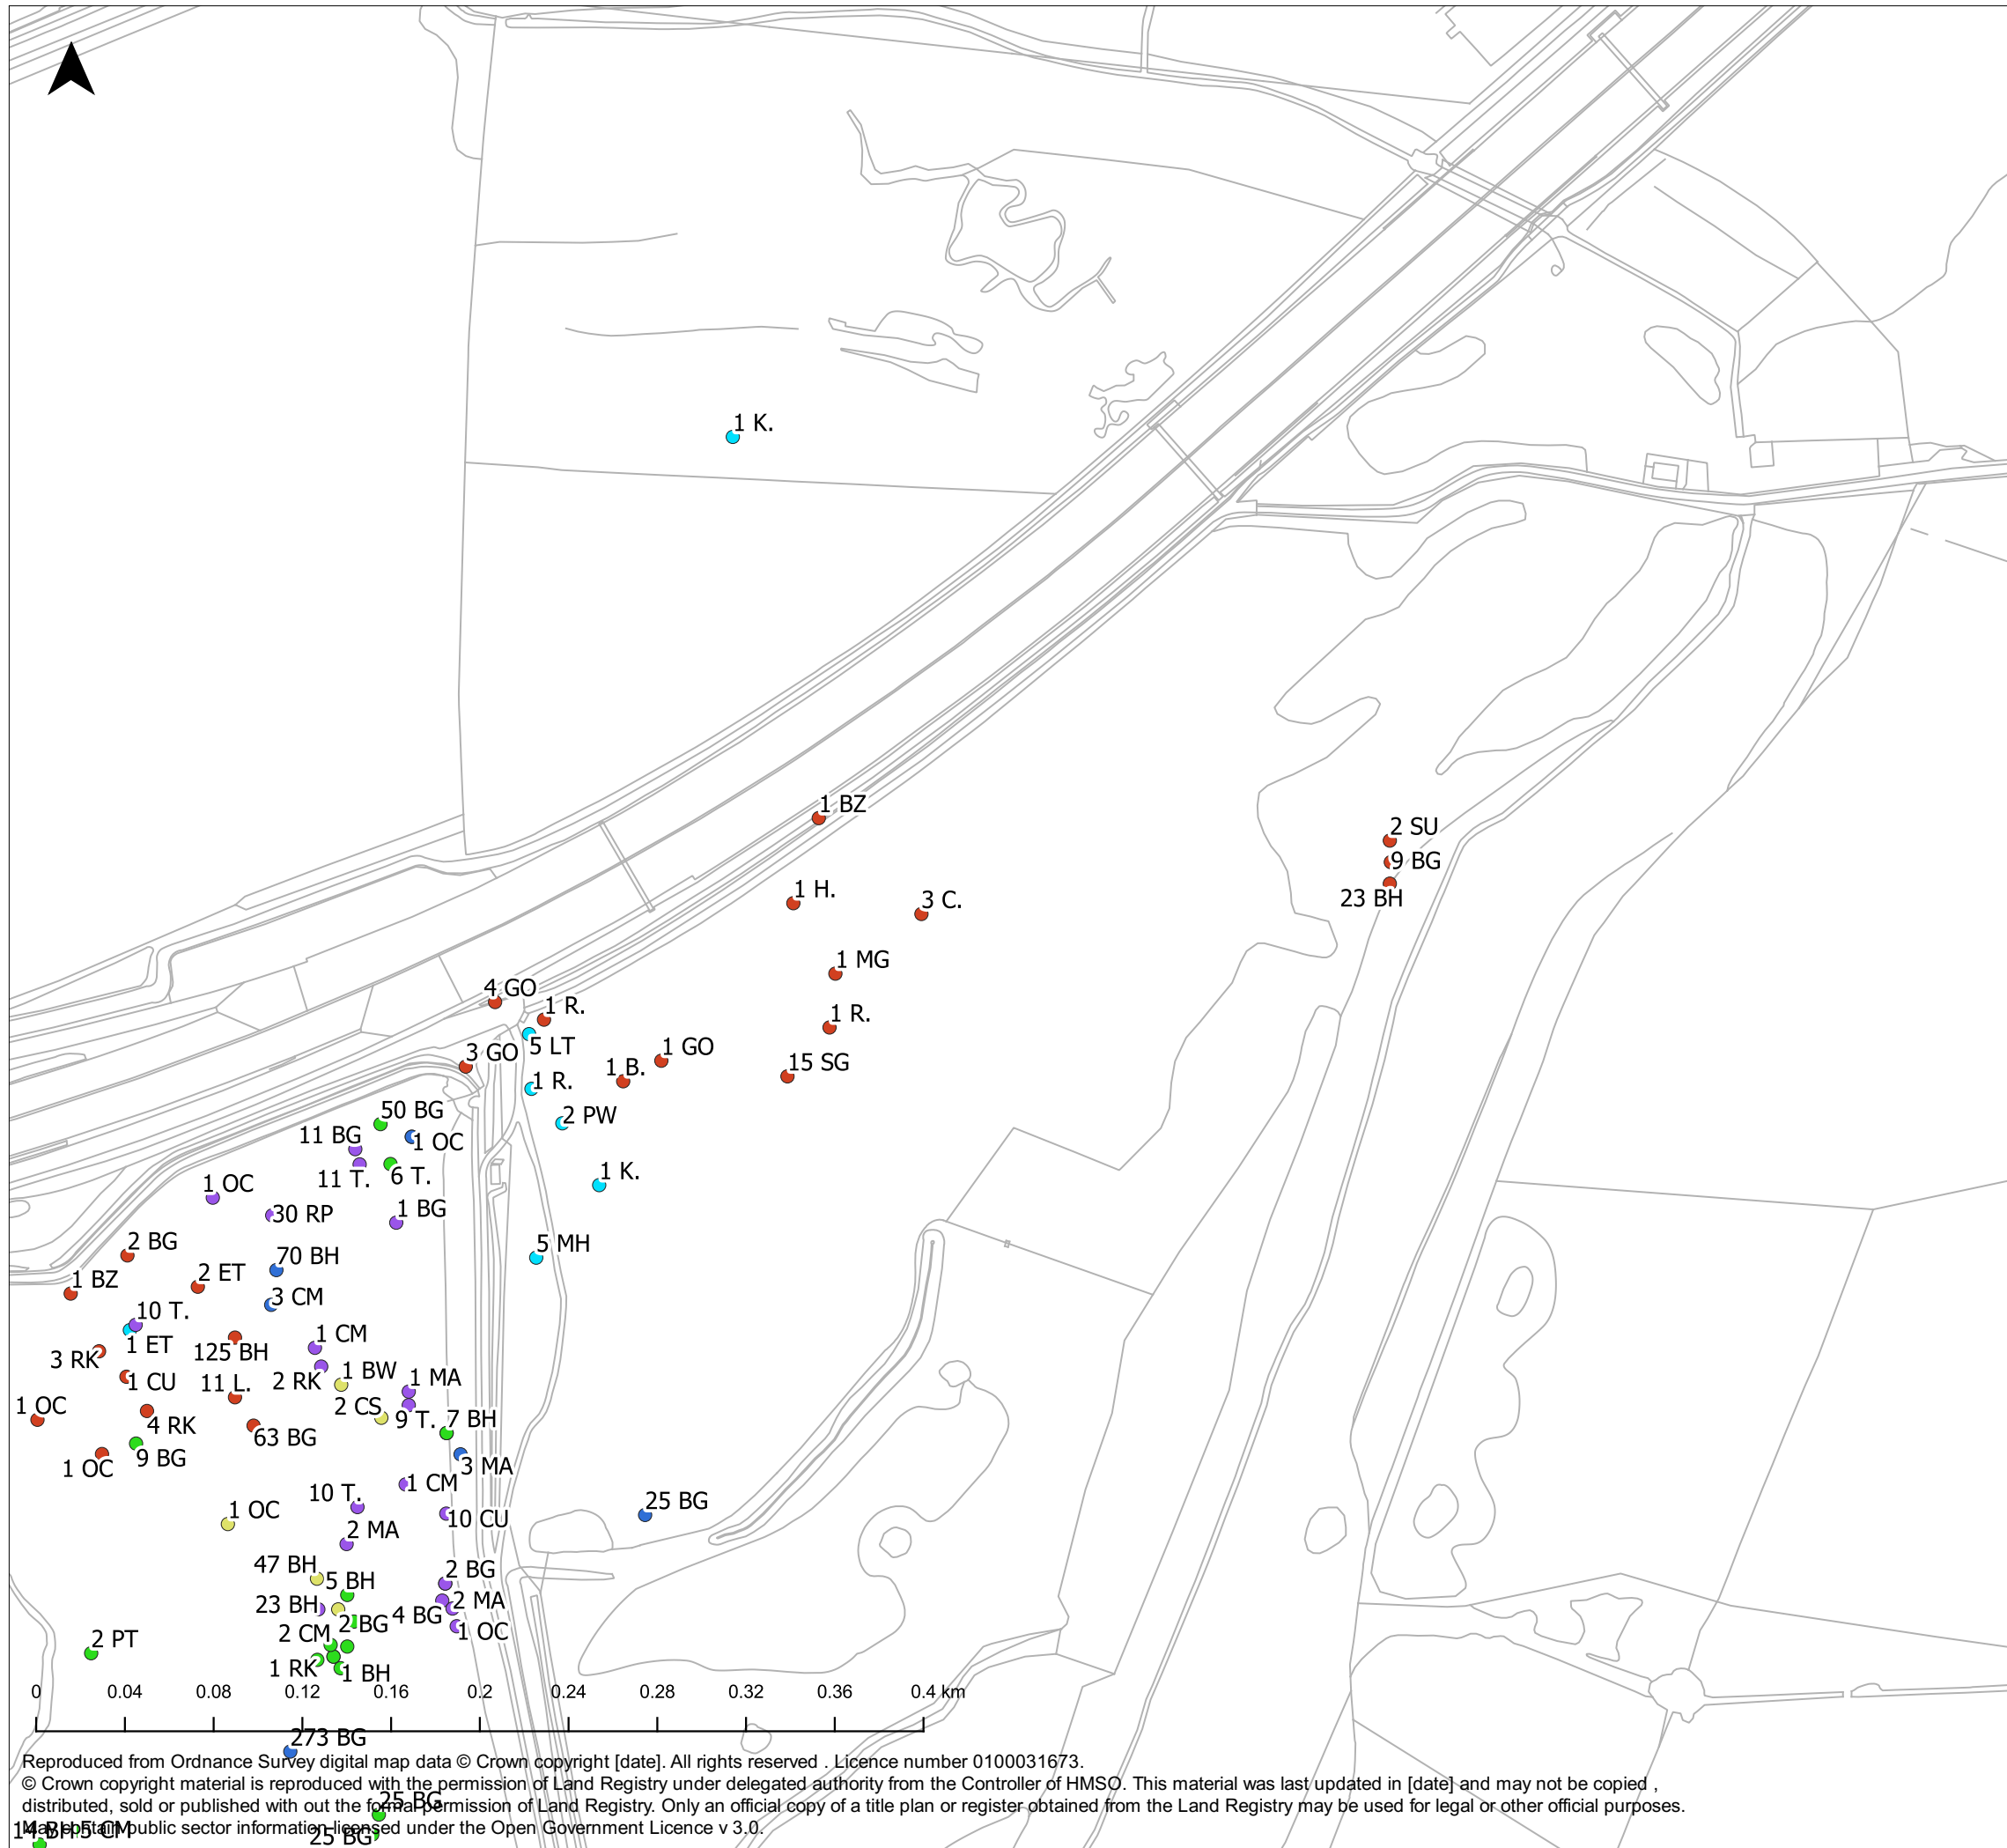 1 K.
1 BZ
2 SU
9 BG
23 BH
1 H.
3 C.
1 MG
4 GO
1 R.
1 R.
5 LT
3 GO
1 GO
15 SG
1 B.
1 R.
50 BG
2 PW
11 BG
1 OC
11 T.
6 T.
1 K.
1 OC
30 RP
1 BG
2 BG
5 MH
70 BH
1 BZ
2 ET
3 CM
10 T.
1 ET
1 CM
125 BH
3 RK
1 CU
11 L.
2 RK
1 BW
1 MA
1 OC
2 CS
9 T.
7 BH
4 RK
63 BG
9 BG
1 OC
3 MA
1 CM
10 T.
25 BG
1 OC
10 CU
2 MA
47 BH
5 BH
2 BG
23 BH
2 MA
4 BG
2 BG
2 CM
1 OC
2 PT
1 RK
1 BH
0 0.04 0.08 0.12 0.16 0.2 0.24 0.28 0.32 0.36 0.4 km
273 BG
Reproduced from Ordnance Survey digital map data © Crown copyright [date]. All rights reserved . Licence number 0100031673.
© Crown copyright material is reproduced with the permission of Land Registry under delegated authority from the Controller of HMSO. This material was last updated in [date] and may not be copied ,
25 BG
distributed, sold or published with out the formal permission of Land Registry. Only an official copy of a title plan or register obtained from the Land Registry may be used for legal or other official purposes.
May contain public sector information licensed under the Open Government Licence v 3.0.
14 BH
5 CM
25 BG